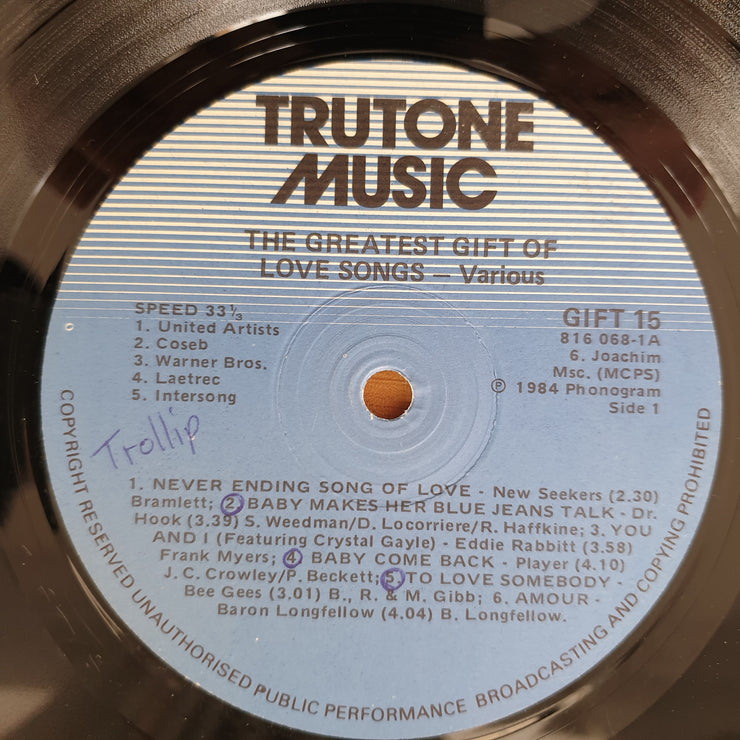 TRUTONE
MUSIC
THE GREATEST GIFT OF
LOVE SONGS – Various
SPEED 33⅓
1. United Artists
2. Coseb
3. Warner Bros.
4. Laetrec
5. Intersong
GIFT 15
816 068-1A
6. Joachim
Msc. (MCPS)
℗ 1984 Phonogram
Side 1
Trollip
1. NEVER ENDING SONG OF LOVE - New Seekers (2.30)
Bramlett; 2. BABY MAKES HER BLUE JEANS TALK - Dr.
Hook (3.39) S. Weedman/D. Locorriere/R. Haffkine; 3. YOU
AND I (Featuring Crystal Gayle) - Eddie Rabbitt (3.58)
Frank Myers; 4. BABY COME BACK - Player (4.10)
J.C. Crowley/P. Beckett; 5. TO LOVE SOMEBODY -
Bee Gees (3.01) B., R. & M. Gibb; 6. AMOUR -
Baron Longfellow (4.04) B. Longfellow.
COPYRIGHT RESERVED UNAUTHORISED PUBLIC PERFORMANCE BROADCASTING AND COPYING PROHIBITED